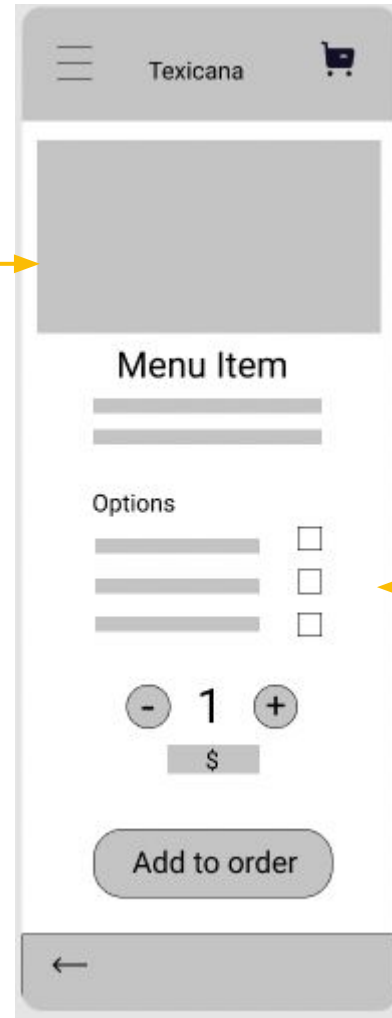 Texicana
Menu Item
Options
- 1 +
$
Add to order